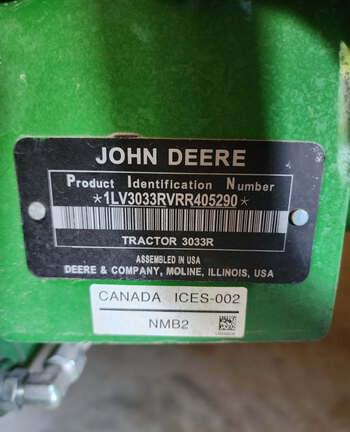 JOHN DEERE
Product Identification Number
*1LV3033RVRR405290*
TRACTOR 3033R
ASSEMBLED IN USA
DEERE & COMPANY, MOLINE, ILLINOIS, USA
CANADA ICES-002
NMB2